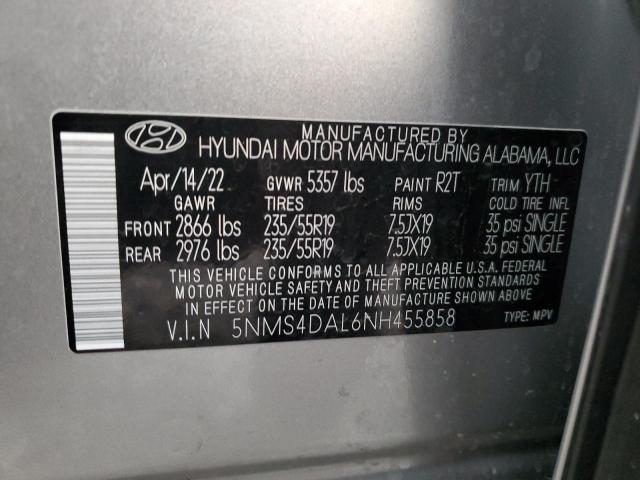 MANUFACTURED BY
HYUNDAI MOTOR MANUFACTURING ALABAMA, LLC
Apr/14/22 GVWR 5357 lbs PAINT R2T TRIM YTH
GAWR TIRES RIMS COLD TIRE INFL
FRONT 2866 lbs 235/55R19 7.5JX19 35 psi SINGLE
REAR 2976 lbs 235/55R19 7.5JX19 35 psi SINGLE
THIS VEHICLE CONFORMS TO ALL APPLICABLE U.S.A. FEDERAL
MOTOR VEHICLE SAFETY AND THEFT PREVENTION STANDARDS
IN EFFECT ON THE DATE OF MANUFACTURE SHOWN ABOVE.
V.I.N 5NMS4DAL6NH455858 TYPE: MPV